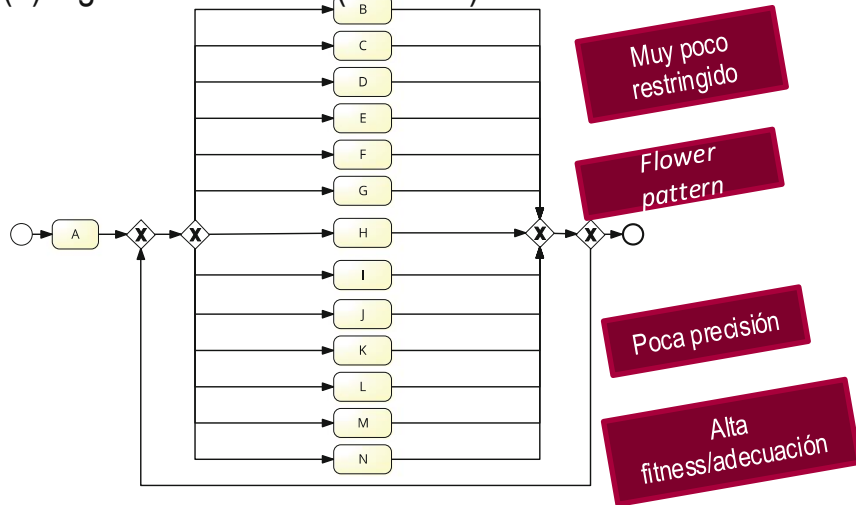 B
C
D
E
F
G
A
X
X
H
X
X
I
J
K
L
M
N
Muy poco
restringido
Flower
pattern
Poca precisión
Alta
fitness/adecuación